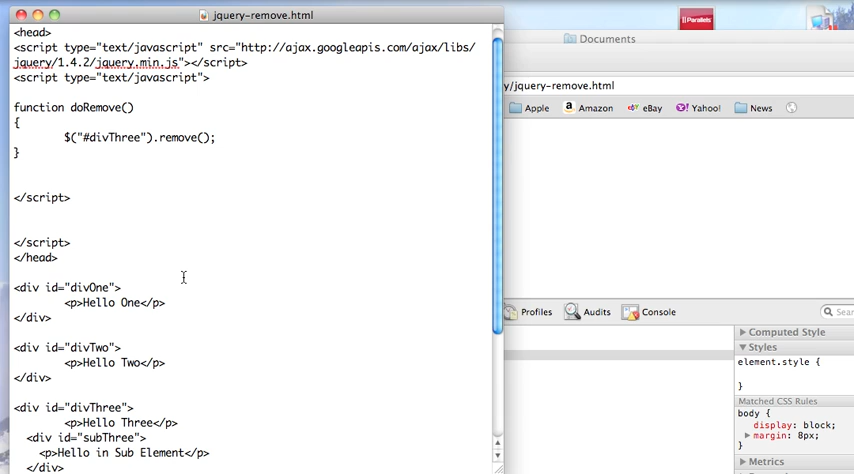 jquery-remove.html
<head>
<script type="text/javascript" src="http://ajax.googleapis.com/ajax/libs/
jquery/1.4.2/jquery.min.js"></script>
<script type="text/javascript">
function doRemove()
{
$("#divThree").remove();
}
</script>
</script>
</head>
<div id="divOne">
<p>Hello One</p>
</div>
<div id="divTwo">
<p>Hello Two</p>
</div>
<div id="divThree">
<p>Hello Three</p>
<div id="subThree">
<p>Hello in Sub Element</p>
</div>
|| Parallels
Documents
y/jquery-remove.html
Apple Amazon eBay Yahoo! News
Profiles Audits Console Sear
Computed Style
Styles
element.style {
}
Matched CSS Rules
body {
display: block;
margin: 8px;
}
Metrics